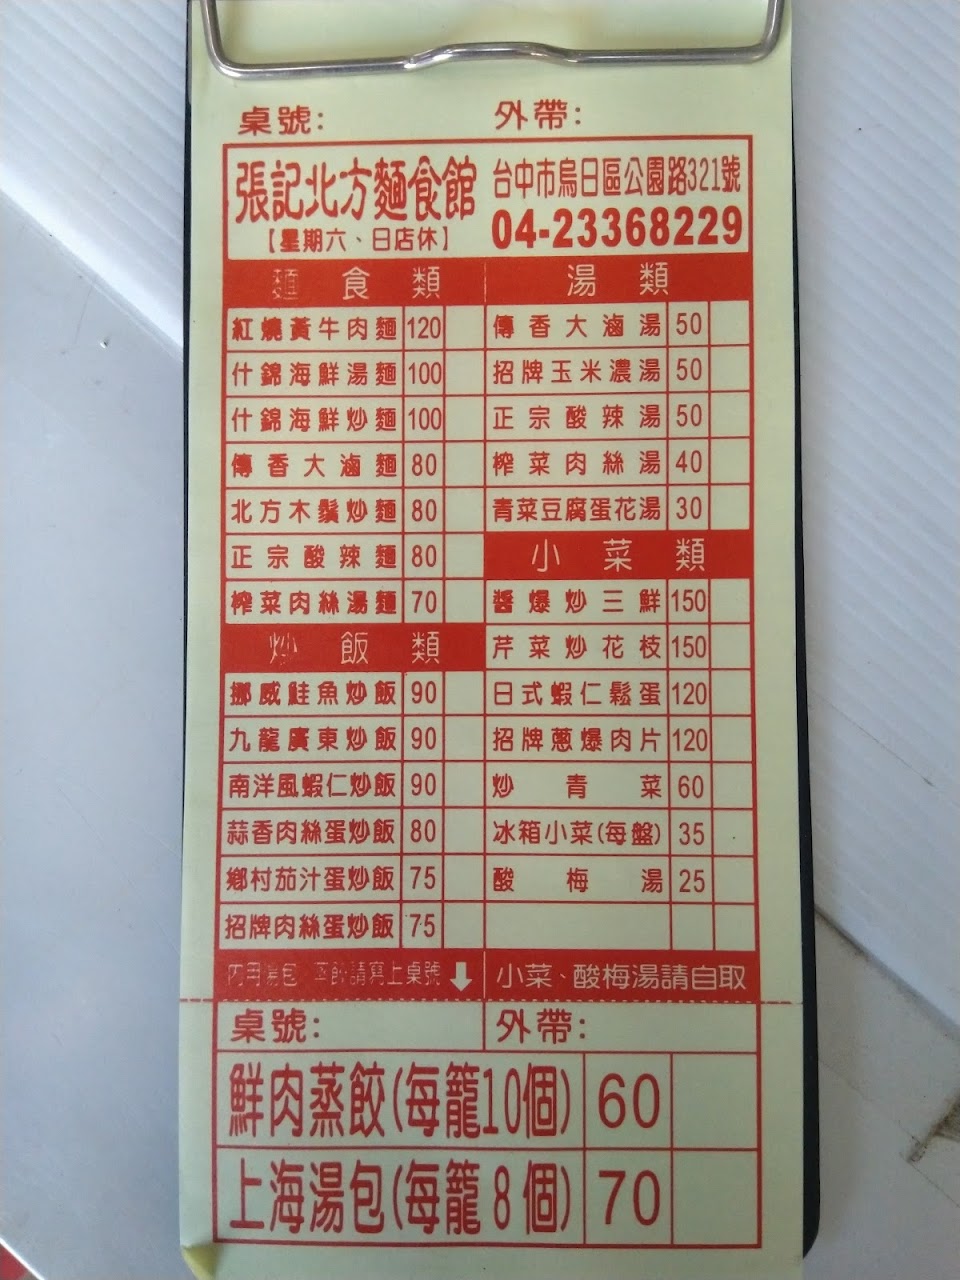 桌號: 外帶:
張記北方麵食館
【星期六、日店休】
台中市烏日區公園路321號
04-23368229
麵食類
紅燒黃牛肉麵 120
什錦海鮮湯麵 100
什錦海鮮炒麵 100
傳香大滷麵 80
北方木鬚炒麵 80
正宗酸辣麵 80
榨菜肉絲湯麵 70
炒飯類
挪威鮭魚炒飯 90
九龍廣東炒飯 90
南洋風蝦仁炒飯 90
蒜香肉絲蛋炒飯 80
鄉村茄汁蛋炒飯 75
招牌肉絲蛋炒飯 75
內用湯包、蒸餃請寫上桌號
湯類
傳香大滷湯 50
招牌玉米濃湯 50
正宗酸辣湯 50
榨菜肉絲湯 40
青菜豆腐蛋花湯 30
小菜類
醬爆炒三鮮 150
芹菜炒花枝 150
日式蝦仁鬆蛋 120
招牌蔥爆肉片 120
炒青菜 60
冰箱小菜(每盤) 35
酸梅湯 25
小菜、酸梅湯請自取
桌號: 外帶:
鮮肉蒸餃(每籠10個) 60
上海湯包(每籠8個) 70